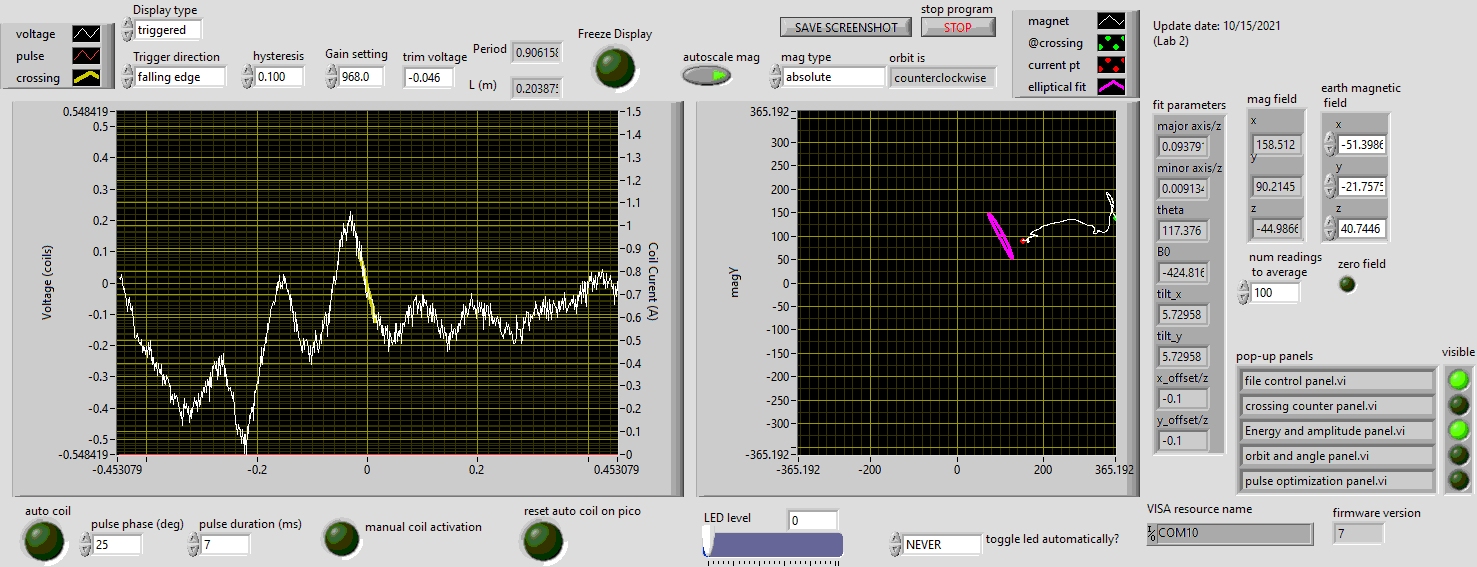 voltage
pulse
crossing
Display type
triggered
Trigger direction
falling edge
hysteresis
0.100
Gain setting
968.0
trim voltage
-0.046
Period
0.906158
L (m)
0.203875
Freeze Display
autoscale mag
SAVE SCREENSHOT
stop program
STOP
mag type
absolute
orbit is
counterclockwise
magnet
@crossing
current pt
elliptical fit
Update date: 10/15/2021
(Lab 2)
Voltage (coils)
0.548419
0.5
0.4
0.3
0.2
0.1
0
-0.1
-0.2
-0.3
-0.4
-0.5
-0.548419
-0.453079
-0.2
0
0.2
0.453079
1.5
1.4
1.3
1.2
1.1
1
0.9
0.8
0.7
0.6
0.5
0.4
0.3
0.2
0.1
0
Coil Curent (A)
magY
365.192
300
250
200
150
100
50
0
-50
-100
-150
-200
-250
-300
-365.192
-365.192
-200
0
200
365.192
fit parameters
major axis/z
0.09379
minor axis/z
0.009134
theta
117.376
B0
-424.816
tilt_x
5.72958
tilt_y
5.72958
x_offset/z
-0.1
y_offset/z
-0.1
mag field
x
158.512
y
90.2145
z
-44.9866
earth magnetic
field
x
-51.3986
y
-21.7575
z
40.7446
num readings
to average
100
zero field
pop-up panels
visible
file control panel.vi
crossing counter panel.vi
Energy and amplitude panel.vi
orbit and angle panel.vi
pulse optimization panel.vi
auto coil
pulse phase (deg)
25
pulse duration (ms)
7
manual coil activation
reset auto coil on pico
LED level
0
NEVER
toggle led automatically?
VISA resource name
COM10
firmware version
7